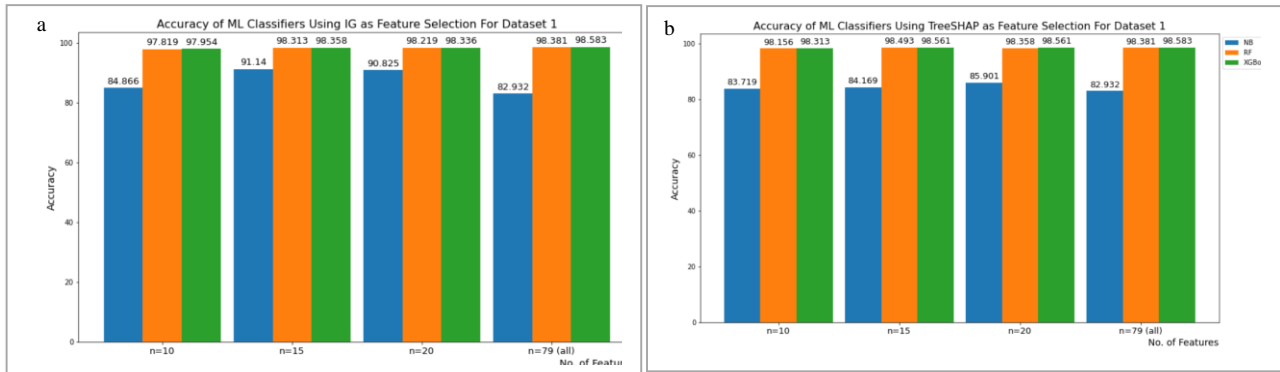 a
Accuracy of ML Classifiers Using IG as Feature Selection For Dataset 1
Accuracy
100
80
60
40
20
0
84.866
97.819
97.954
91.14
98.313
98.358
90.825
98.219
98.336
82.932
98.381
98.583
n=10
n=15
n=20
n=79 (all)
No. of Featur
b
Accuracy of ML Classifiers Using TreeSHAP as Feature Selection For Dataset 1
Accuracy
100
80
60
40
20
0
83.719
98.156
98.313
84.169
98.493
98.561
85.901
98.358
98.561
82.932
98.381
98.583
n=10
n=15
n=20
n=79 (all)
No. of Features
NB
RF
XGBo